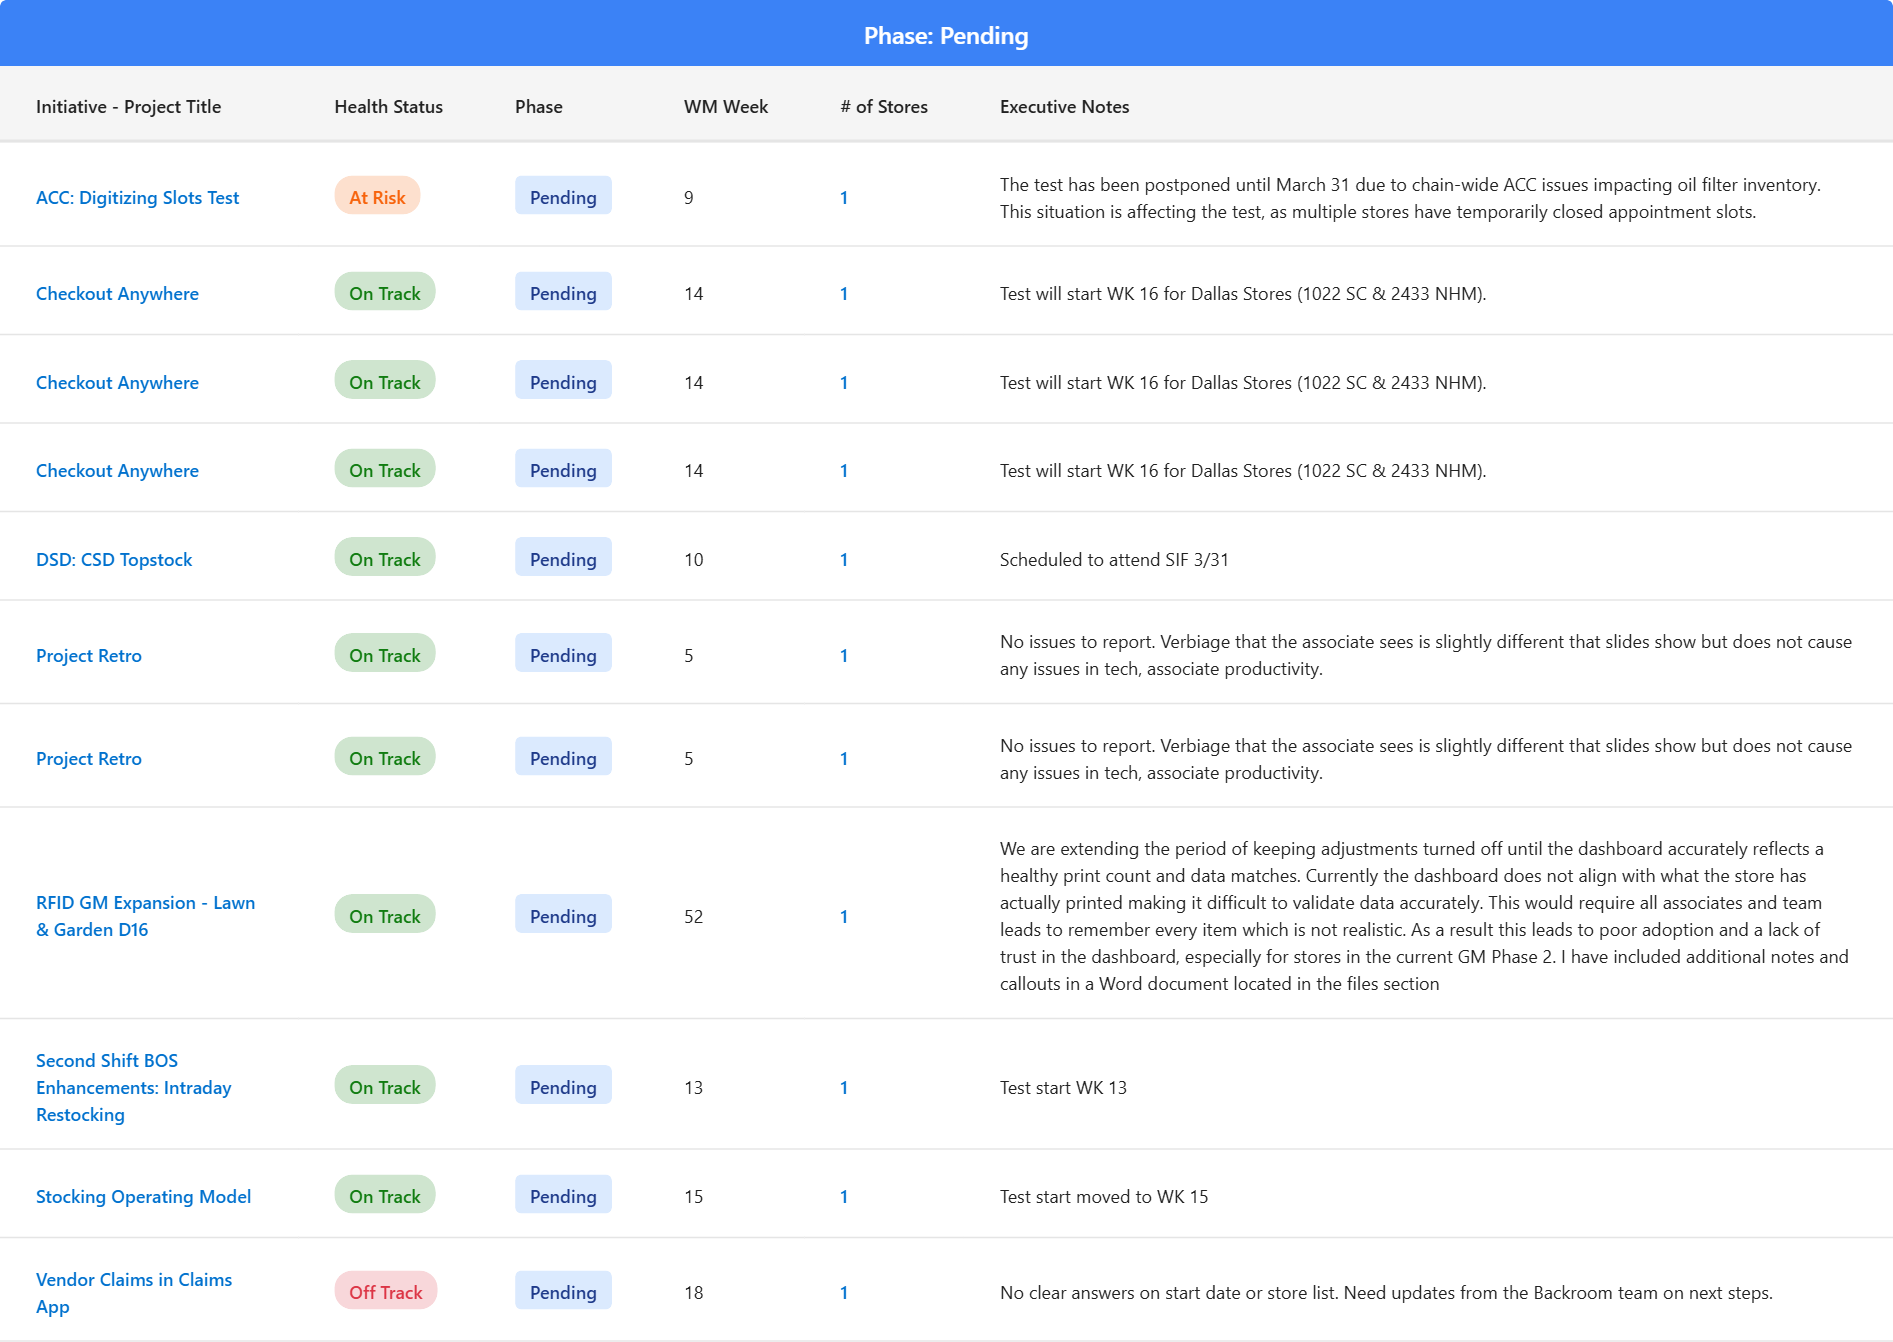 Phase: Pending
Initiative - Project Title Health Status Phase WM Week # of Stores Executive Notes
ACC: Digitizing Slots Test At Risk Pending 9 1 The test has been postponed until March 31 due to chain-wide ACC issues impacting oil filter inventory.
This situation is affecting the test, as multiple stores have temporarily closed appointment slots.
Checkout Anywhere On Track Pending 14 1 Test will start WK 16 for Dallas Stores (1022 SC & 2433 NHM).
Checkout Anywhere On Track Pending 14 1 Test will start WK 16 for Dallas Stores (1022 SC & 2433 NHM).
Checkout Anywhere On Track Pending 14 1 Test will start WK 16 for Dallas Stores (1022 SC & 2433 NHM).
DSD: CSD Topstock On Track Pending 10 1 Scheduled to attend SIF 3/31
Project Retro On Track Pending 5 1 No issues to report. Verbiage that the associate sees is slightly different that slides show but does not cause
any issues in tech, associate productivity.
Project Retro On Track Pending 5 1 No issues to report. Verbiage that the associate sees is slightly different that slides show but does not cause
any issues in tech, associate productivity.
RFID GM Expansion - Lawn
& Garden D16 On Track Pending 52 1 We are extending the period of keeping adjustments turned off until the dashboard accurately reflects a
healthy print count and data matches. Currently the dashboard does not align with what the store has
actually printed making it difficult to validate data accurately. This would require all associates and team
leads to remember every item which is not realistic. As a result this leads to poor adoption and a lack of
trust in the dashboard, especially for stores in the current GM Phase 2. I have included additional notes and
callouts in a Word document located in the files section
Second Shift BOS
Enhancements: Intraday
Restocking On Track Pending 13 1 Test start WK 13
Stocking Operating Model On Track Pending 15 1 Test start moved to WK 15
Vendor Claims in Claims
App Off Track Pending 18 1 No clear answers on start date or store list. Need updates from the Backroom team on next steps.